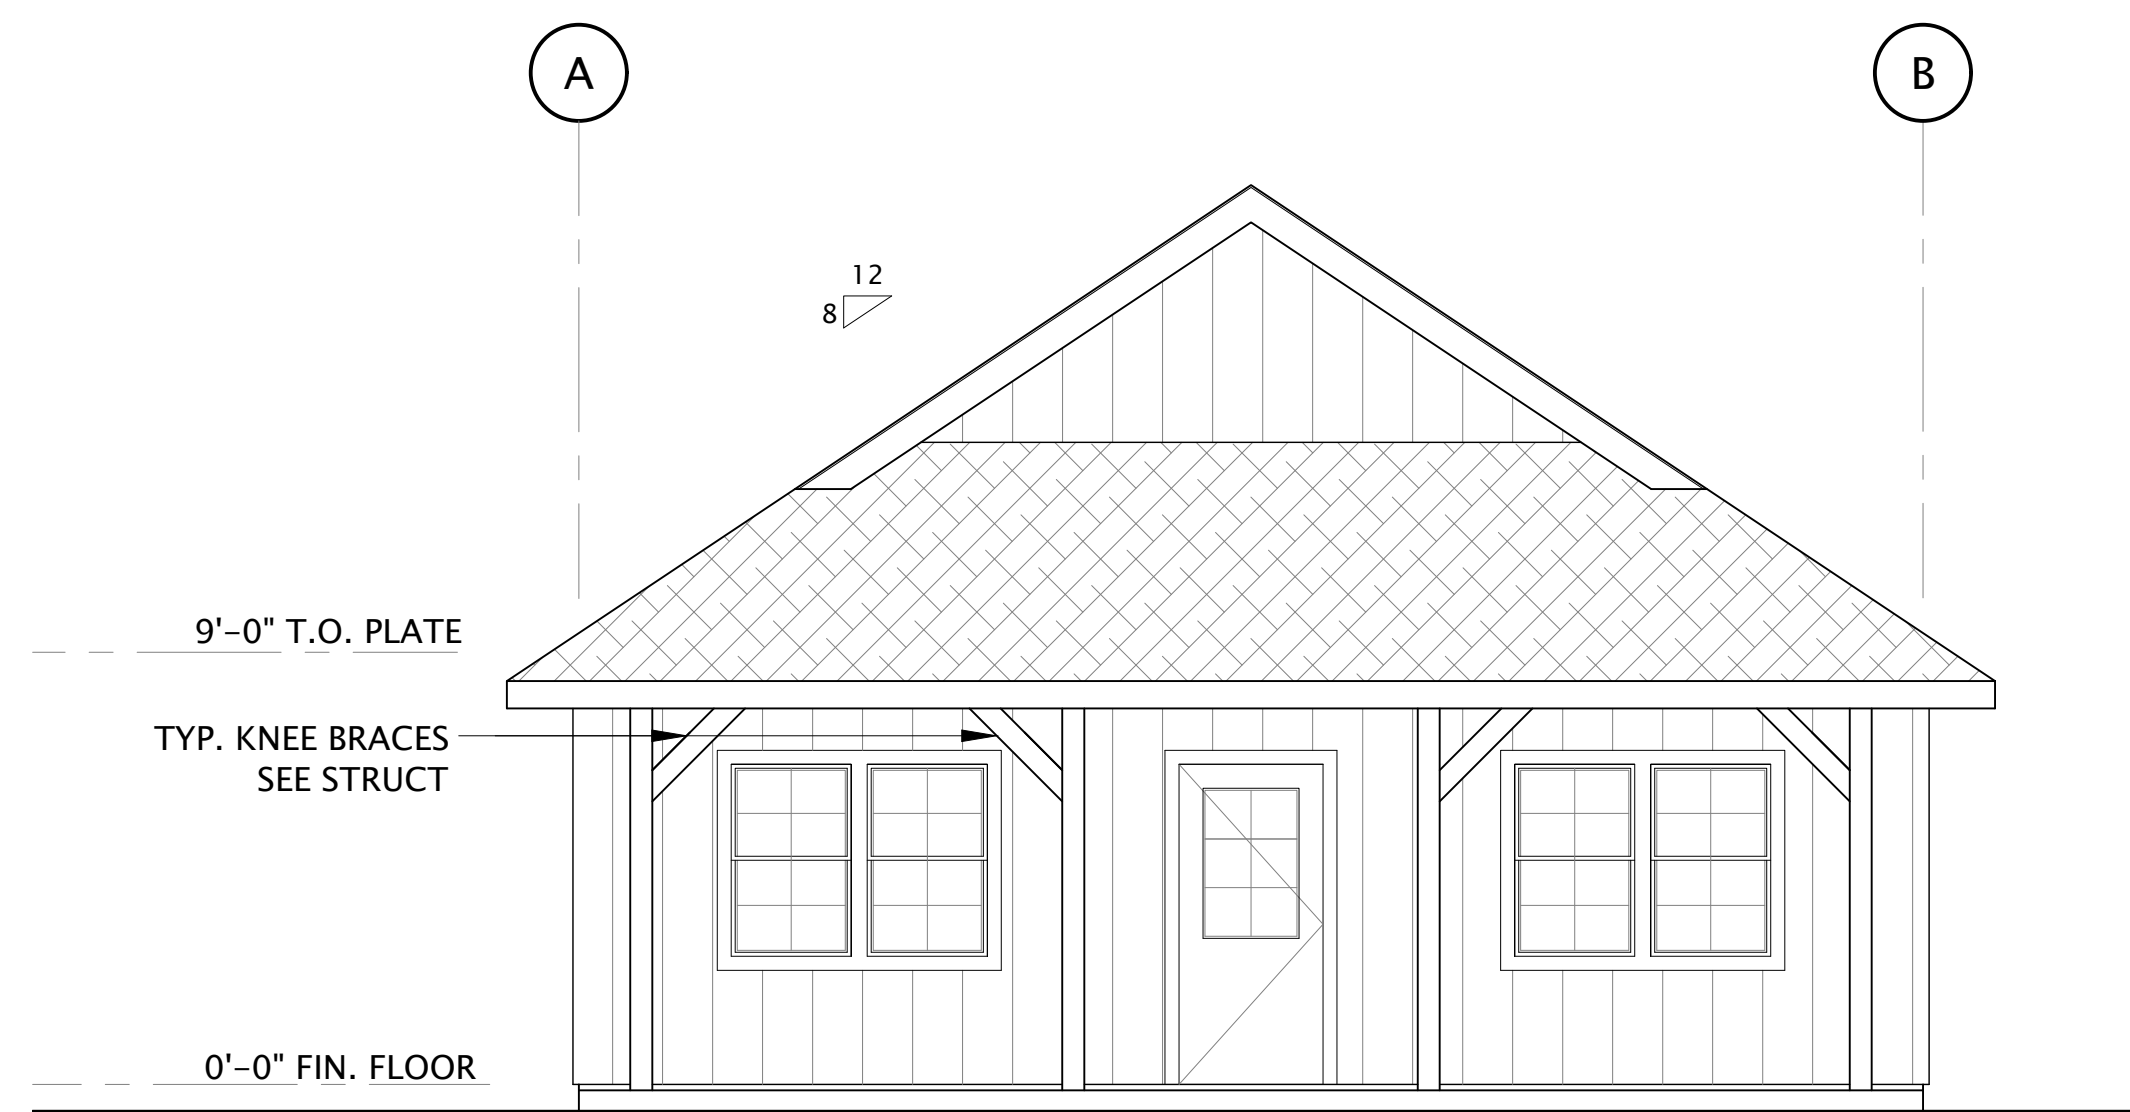 A
B
12
8
9'-0" T.O. PLATE
TYP. KNEE BRACES
SEE STRUCT
0'-0" FIN. FLOOR